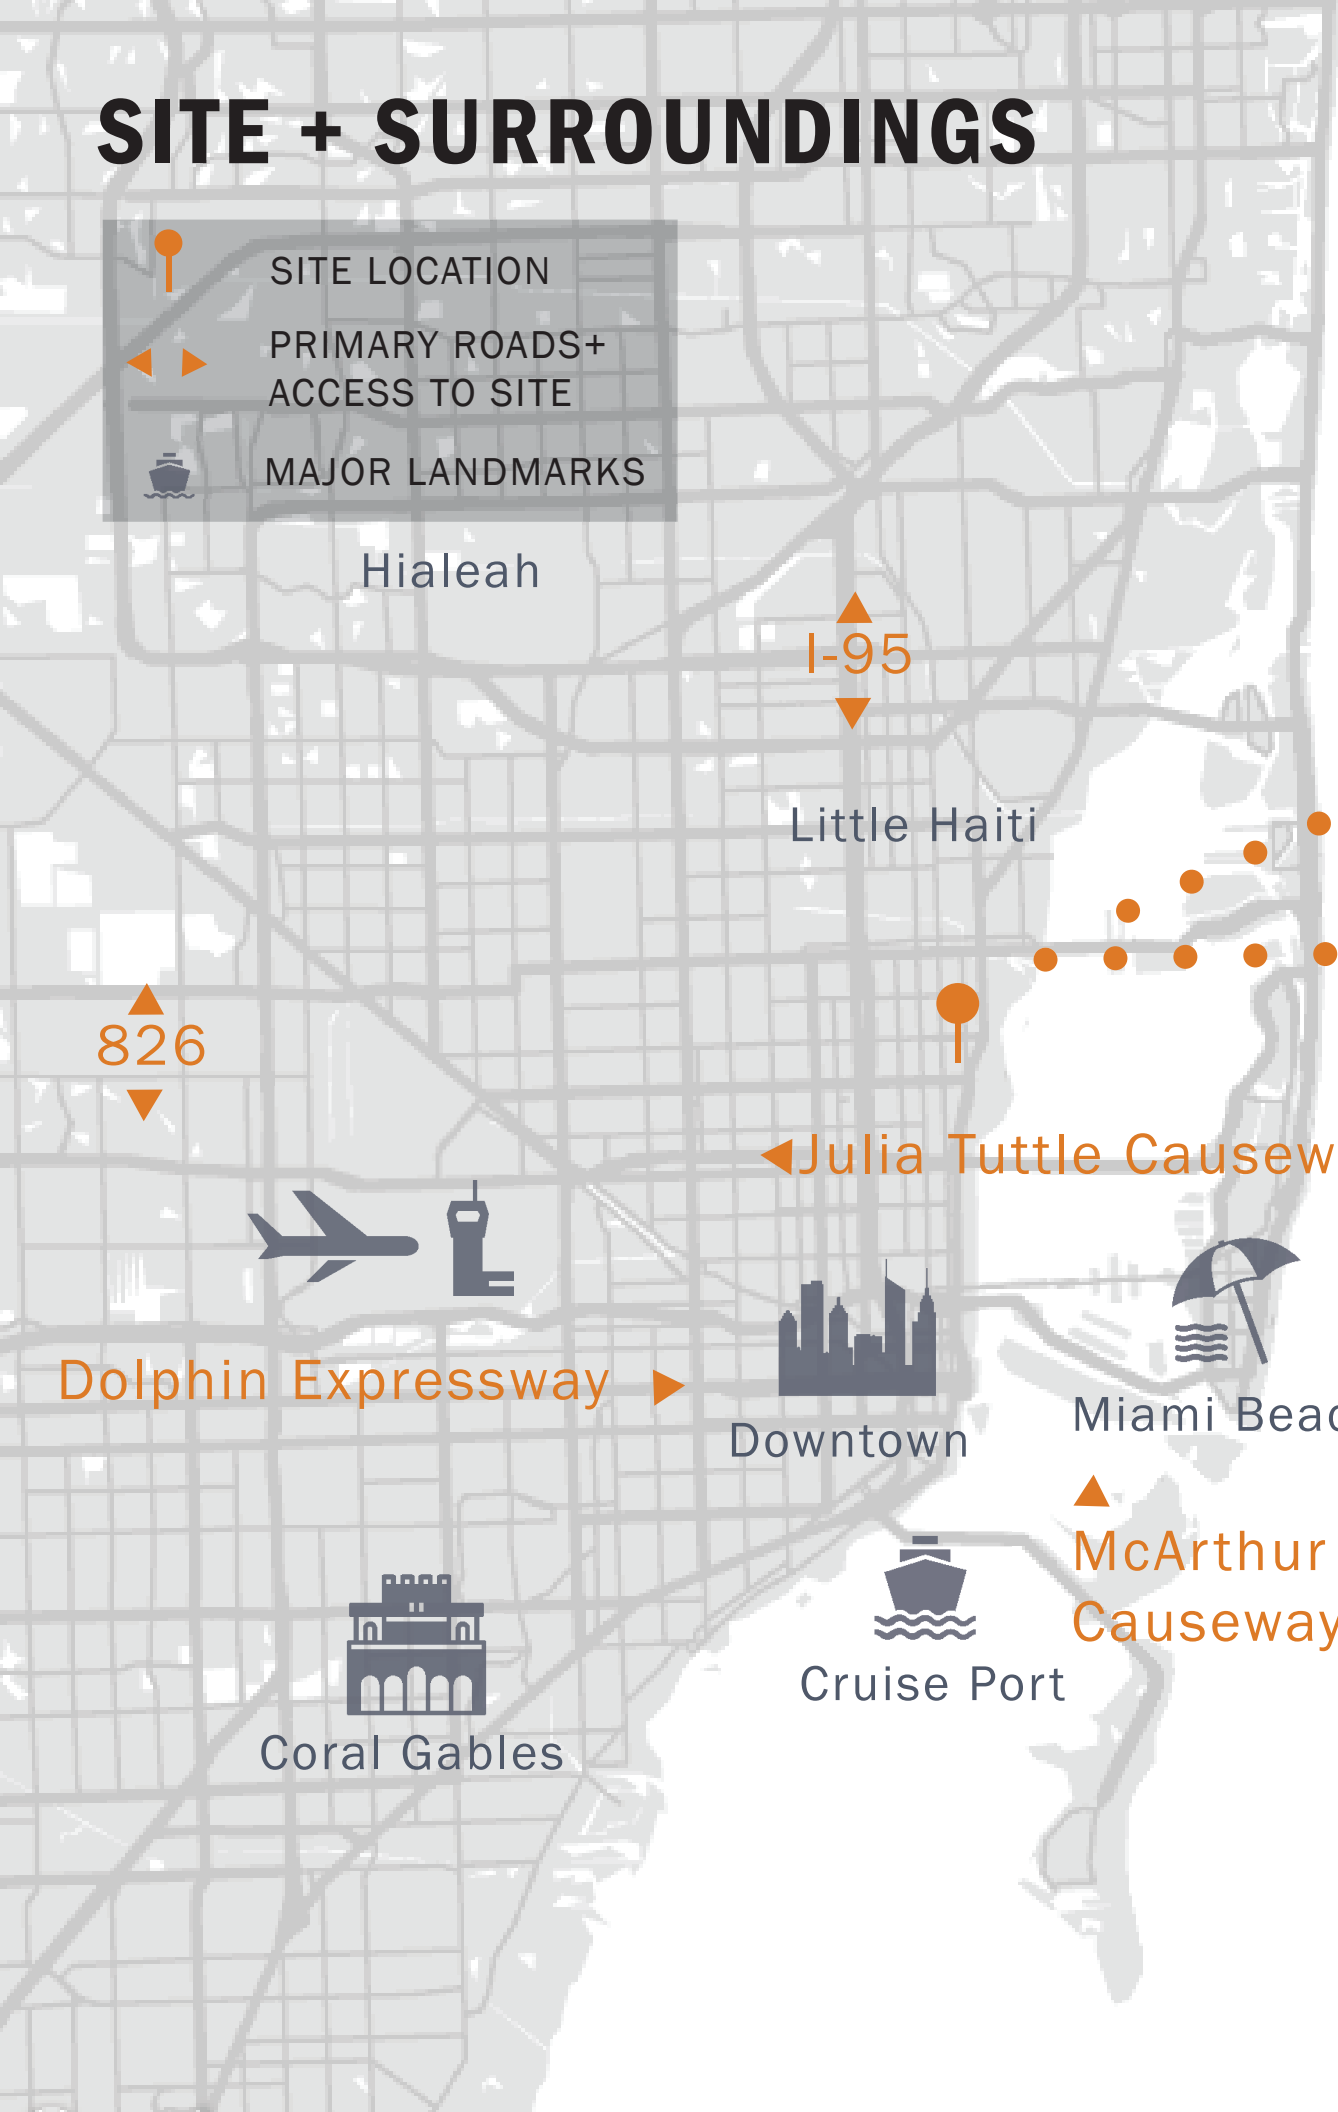 SITE + SURROUNDINGS
SITE LOCATION
PRIMARY ROADS+
ACCESS TO SITE
MAJOR LANDMARKS
Hialeah
I-95
Little Haiti
826
Julia Tuttle Causew
Dolphin Expressway
Downtown
Miami Beac
McArthur
Causeway
Cruise Port
Coral Gables